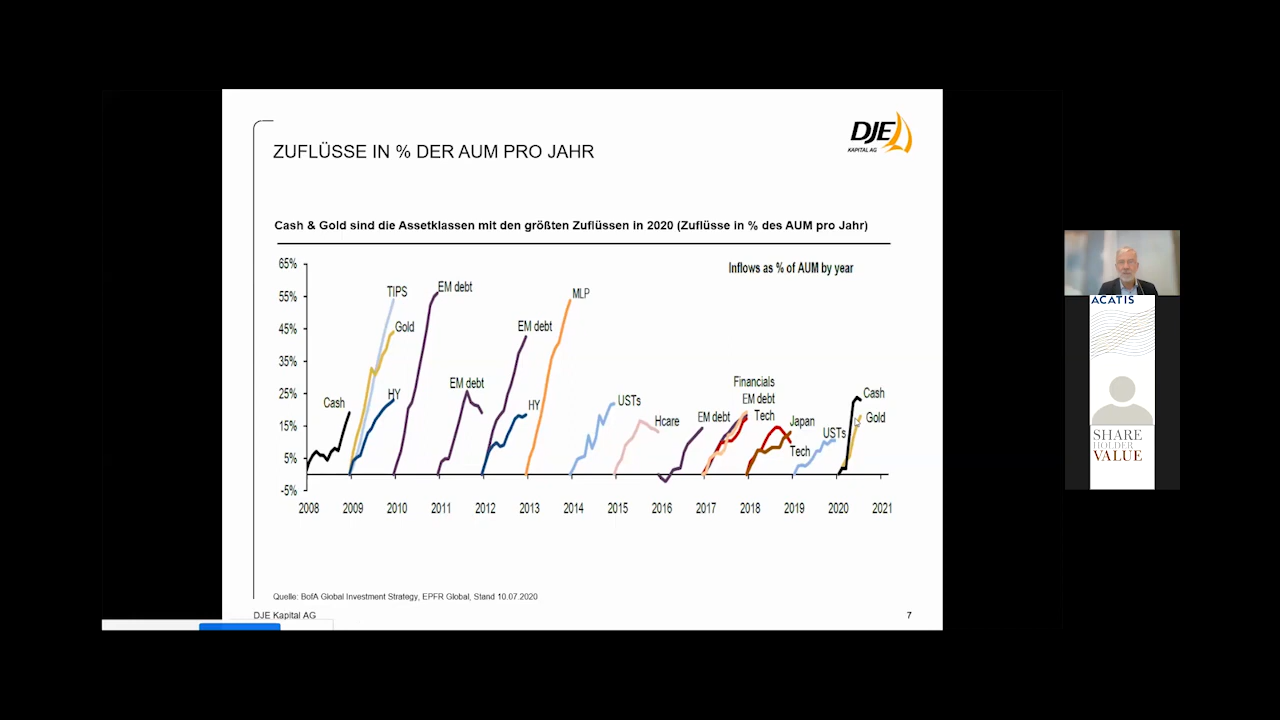 DJE
KAPITAL AG
ZUFLÜSSE IN % DER AUM PRO JAHR
Cash & Gold sind die Assetklassen mit den größten Zuflüssen in 2020 (Zuflüsse in % des AUM pro Jahr)
Inflows as % of AUM by year
65%
55%
45%
35%
25%
15%
5%
-5%
TIPS
EM debt
MLP
Gold
EM debt
EM debt
Financials
HY
Cash
HY
USTs
EM debt
Cash
Hcare
EM debt
Tech
Japan
Gold
USTs
Tech
2008 2009 2010 2011 2012 2013 2014 2015 2016 2017 2018 2019 2020 2021
Quelle: BofA Global Investment Strategy, EPFR Global, Stand 10.07.2020
DJE Kapital AG
7
ACATIS
SHARE
HOLDER
VALUE